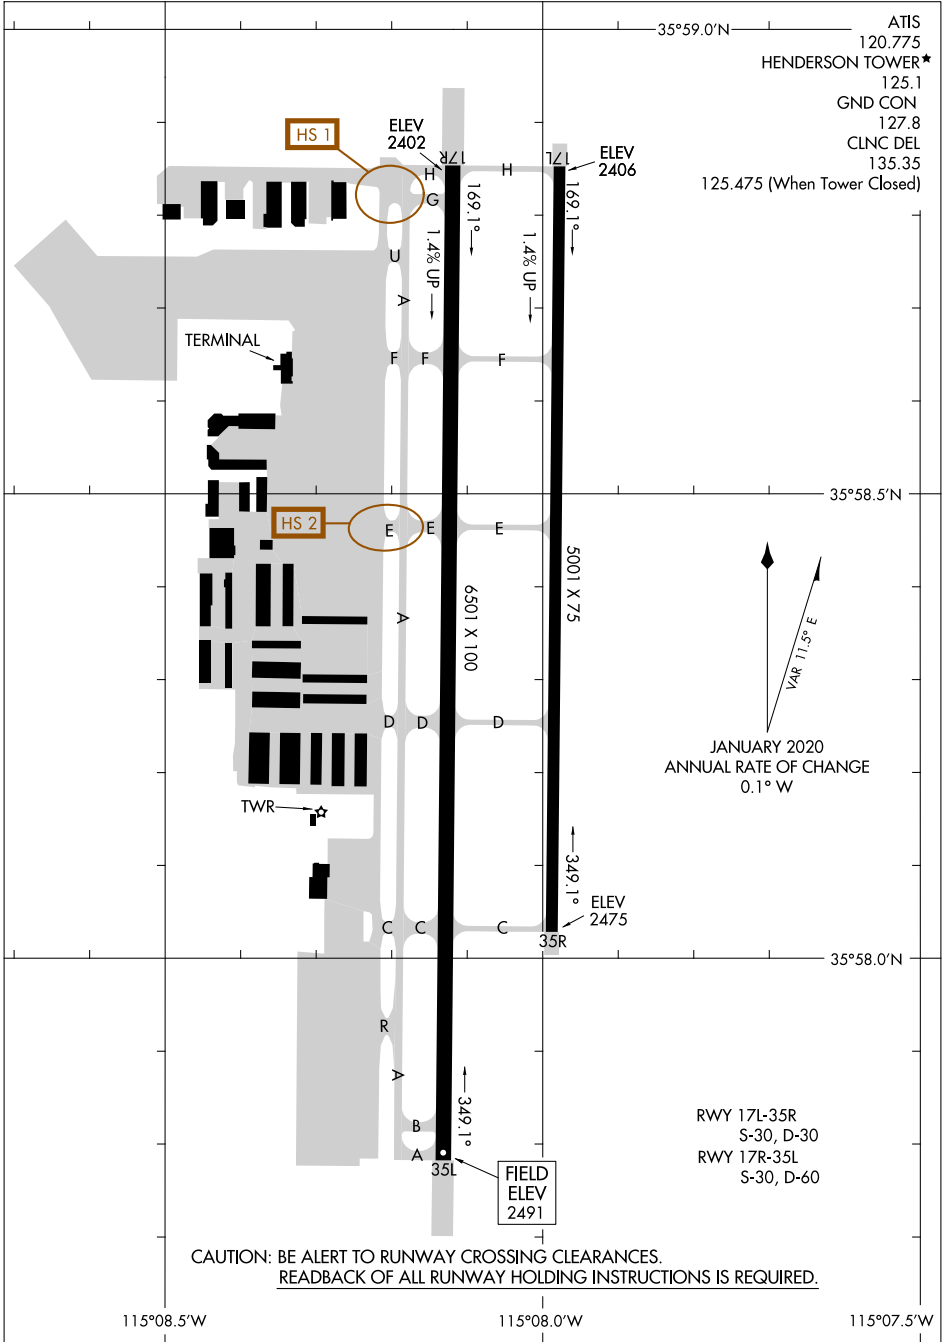 35°59.0'N
ATIS
120.775
HENDERSON TOWER★
125.1
GND CON
127.8
CLNC DEL
135.35
125.475 (When Tower Closed)
HS 1
ELEV
2402
17R
H
H
17L
ELEV
2406
G
169.1°
169.1°
1.4% UP
1.4% UP
U
A
TERMINAL
F
F
F
35°58.5'N
HS 2
E
E
E
5001 X 75
6501 X 100
A
VAR 11.5° E
D
D
D
JANUARY 2020
ANNUAL RATE OF CHANGE
0.1° W
TWR
349.1°
ELEV
2475
C
C
C
35R
35°58.0'N
R
A
349.1°
B
A
35L
FIELD
ELEV
2491
RWY 17L-35R
S-30, D-30
RWY 17R-35L
S-30, D-60
CAUTION: BE ALERT TO RUNWAY CROSSING CLEARANCES.
READBACK OF ALL RUNWAY HOLDING INSTRUCTIONS IS REQUIRED.
115°08.5'W
115°08.0'W
115°07.5'W